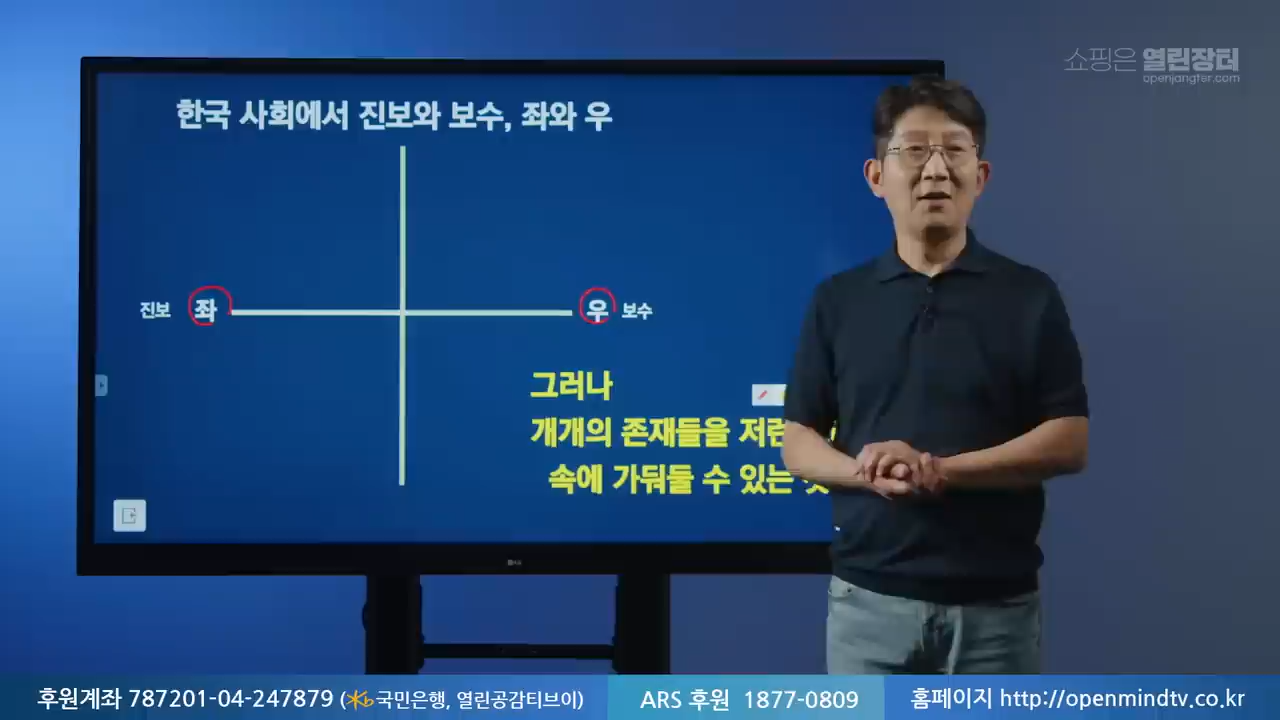 쇼핑은 열린장터
openjangter.com
한국 사회에서 진보와 보수, 좌와 우
진보 좌 우 보수
그러나
개개의 존재들을 저런
속에 가둬둘 수 있는
후원계좌 787201-04-247879 (국민은행, 열린공감티브이) ARS 후원 1877-0809 홈페이지 http://openmindtv.co.kr